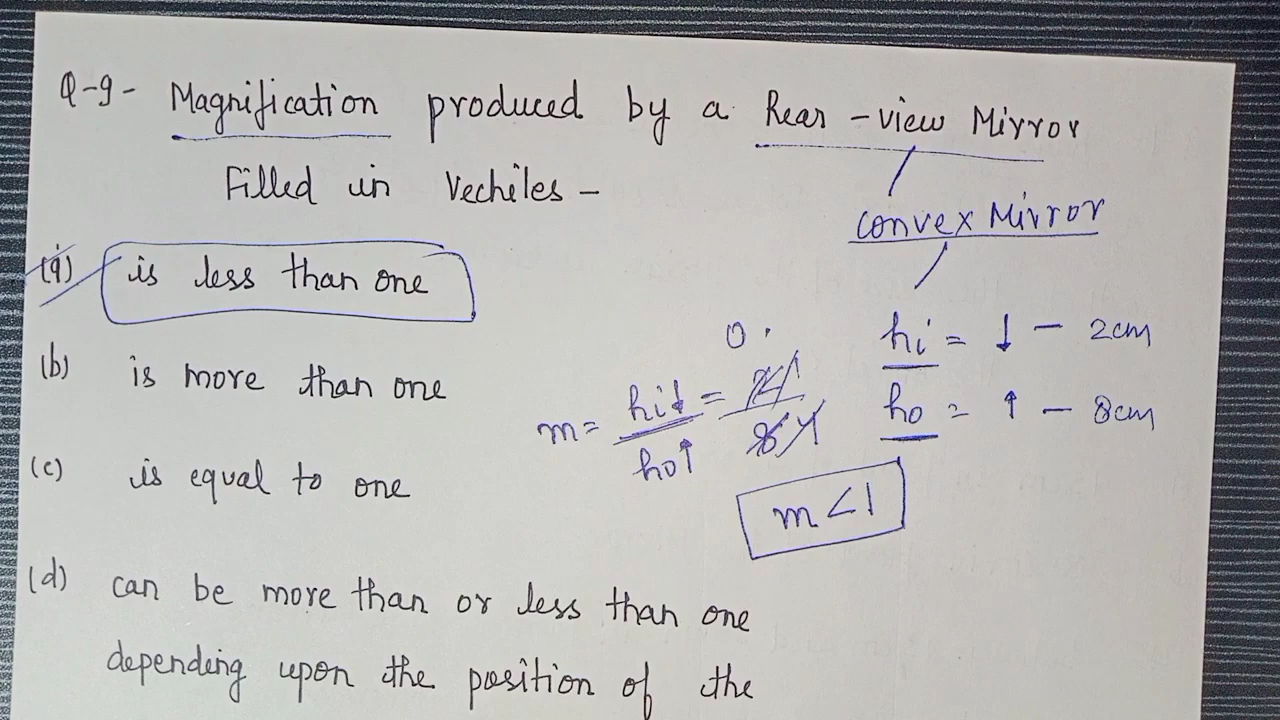 Q-9- Magnification produced by a Rear -view Mirror
Filled in Vechiles -
convex Mirror
(a) is less than one
hi = ↓ - 2cm
ho = ↑ - 8cm
(b) is more than one
m = hi↓ / ho↑ =
0.
m<1
(c) is equal to one
(d) can be more than or less than one
depending upon the position of the